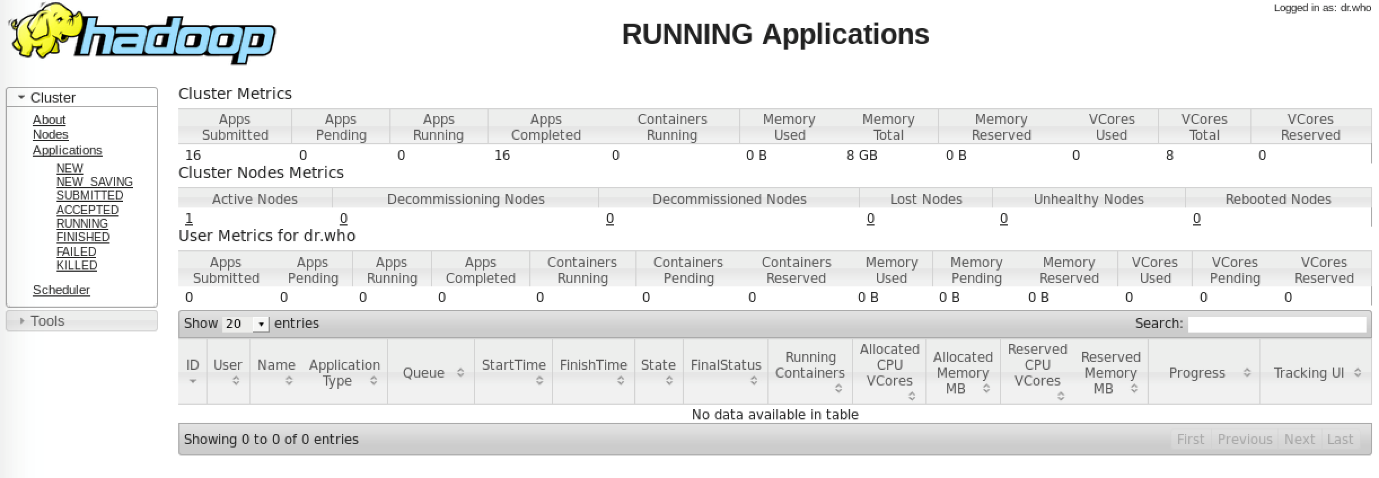 Logged in as: dr.who
hadoop
RUNNING Applications
Cluster
About
Nodes
Applications
NEW
NEW_SAVING
SUBMITTED
ACCEPTED
RUNNING
FINISHED
FAILED
KILLED
Scheduler
Tools
Cluster Metrics
Apps Submitted Apps Pending Apps Running Apps Completed Containers Running Memory Used Memory Total Memory Reserved VCores Used VCores Total VCores Reserved
16 0 0 16 0 0 B 8 GB 0 B 0 8 0
Cluster Nodes Metrics
Active Nodes Decommissioning Nodes Decommissioned Nodes Lost Nodes Unhealthy Nodes Rebooted Nodes
1 0 0 0 0 0
User Metrics for dr.who
Apps Submitted Apps Pending Apps Running Apps Completed Containers Running Containers Pending Containers Reserved Memory Used Memory Pending Memory Reserved VCores Used VCores Pending VCores Reserved
0 0 0 0 0 0 0 0 B 0 B 0 B 0 0 0
Show 20 entries Search:
ID User Name Application Type Queue StartTime FinishTime State FinalStatus Running Containers Allocated CPU VCores Allocated Memory MB Reserved CPU VCores Reserved Memory MB Progress Tracking UI
No data available in table
Showing 0 to 0 of 0 entries First Previous Next Last